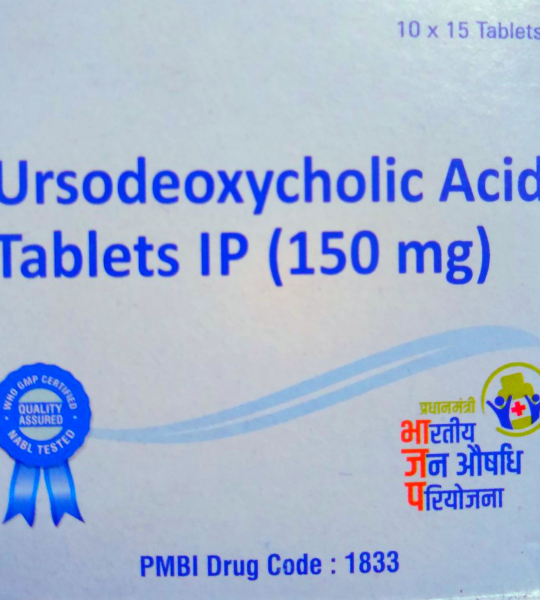 10 x 15 Tablets
Ursodeoxycholic Acid
Tablets IP (150 mg)
WHO GMP CERTIFIED
QUALITY
ASSURED
NABL TESTED
प्रधानमंत्री
भारतीय
जन औषधि
परियोजना
PMBI Drug Code : 1833